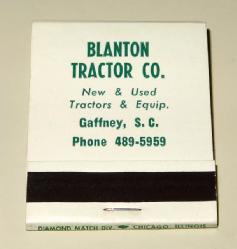 BLANTON
TRACTOR CO.
New & Used
Tractors & Equip.
Gaffney, S. C.
Phone 489-5959
DIAMOND MATCH DIV. CHICAGO, ILLINOIS